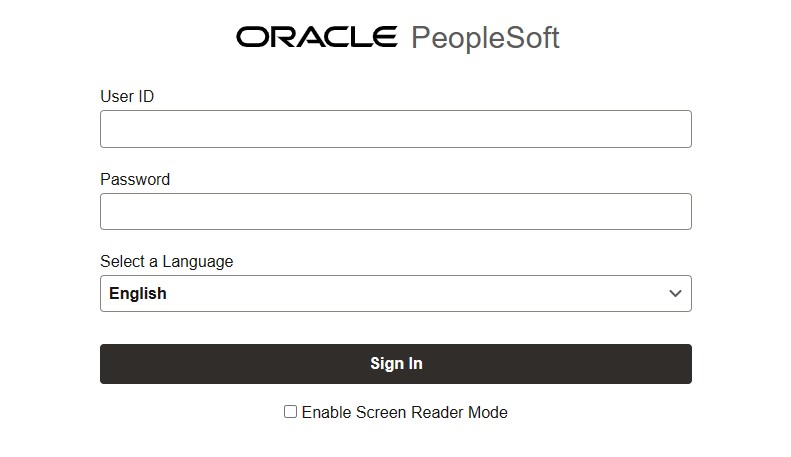 ORACLE PeopleSoft
User ID
Password
Select a Language
English
Sign In
Enable Screen Reader Mode